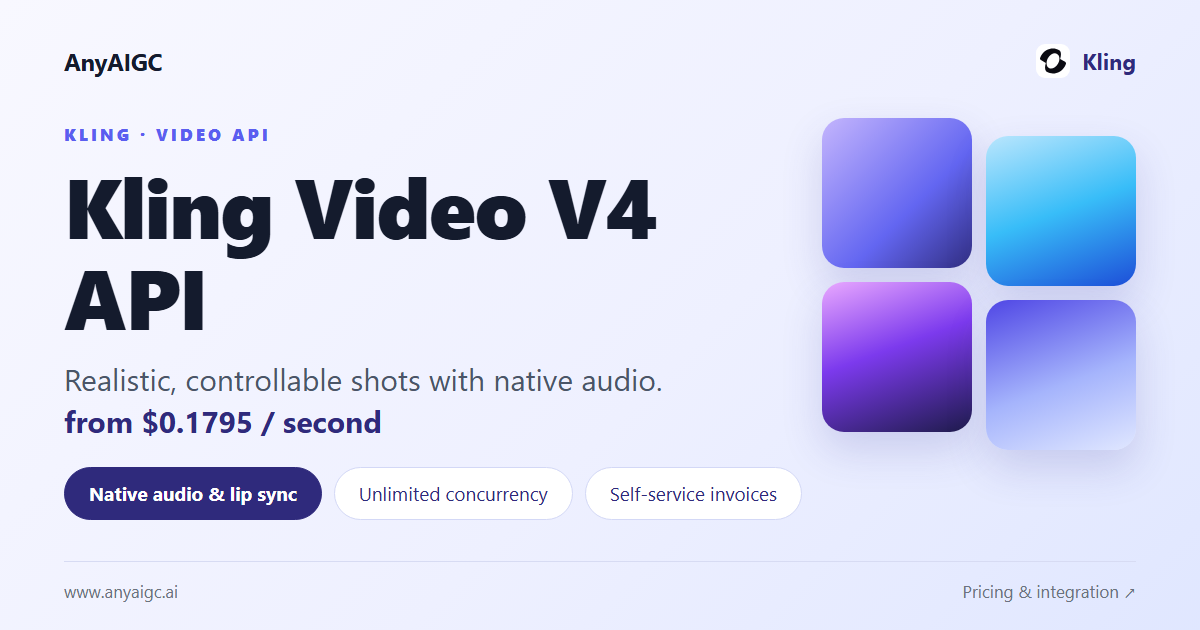 AnyAIGC
Kling
KLING · VIDEO API
Kling Video V4
API
Realistic, controllable shots with native audio.
from $0.1795 / second
Native audio & lip sync
Unlimited concurrency
Self-service invoices
www.anyaigc.ai
Pricing & integration ↗